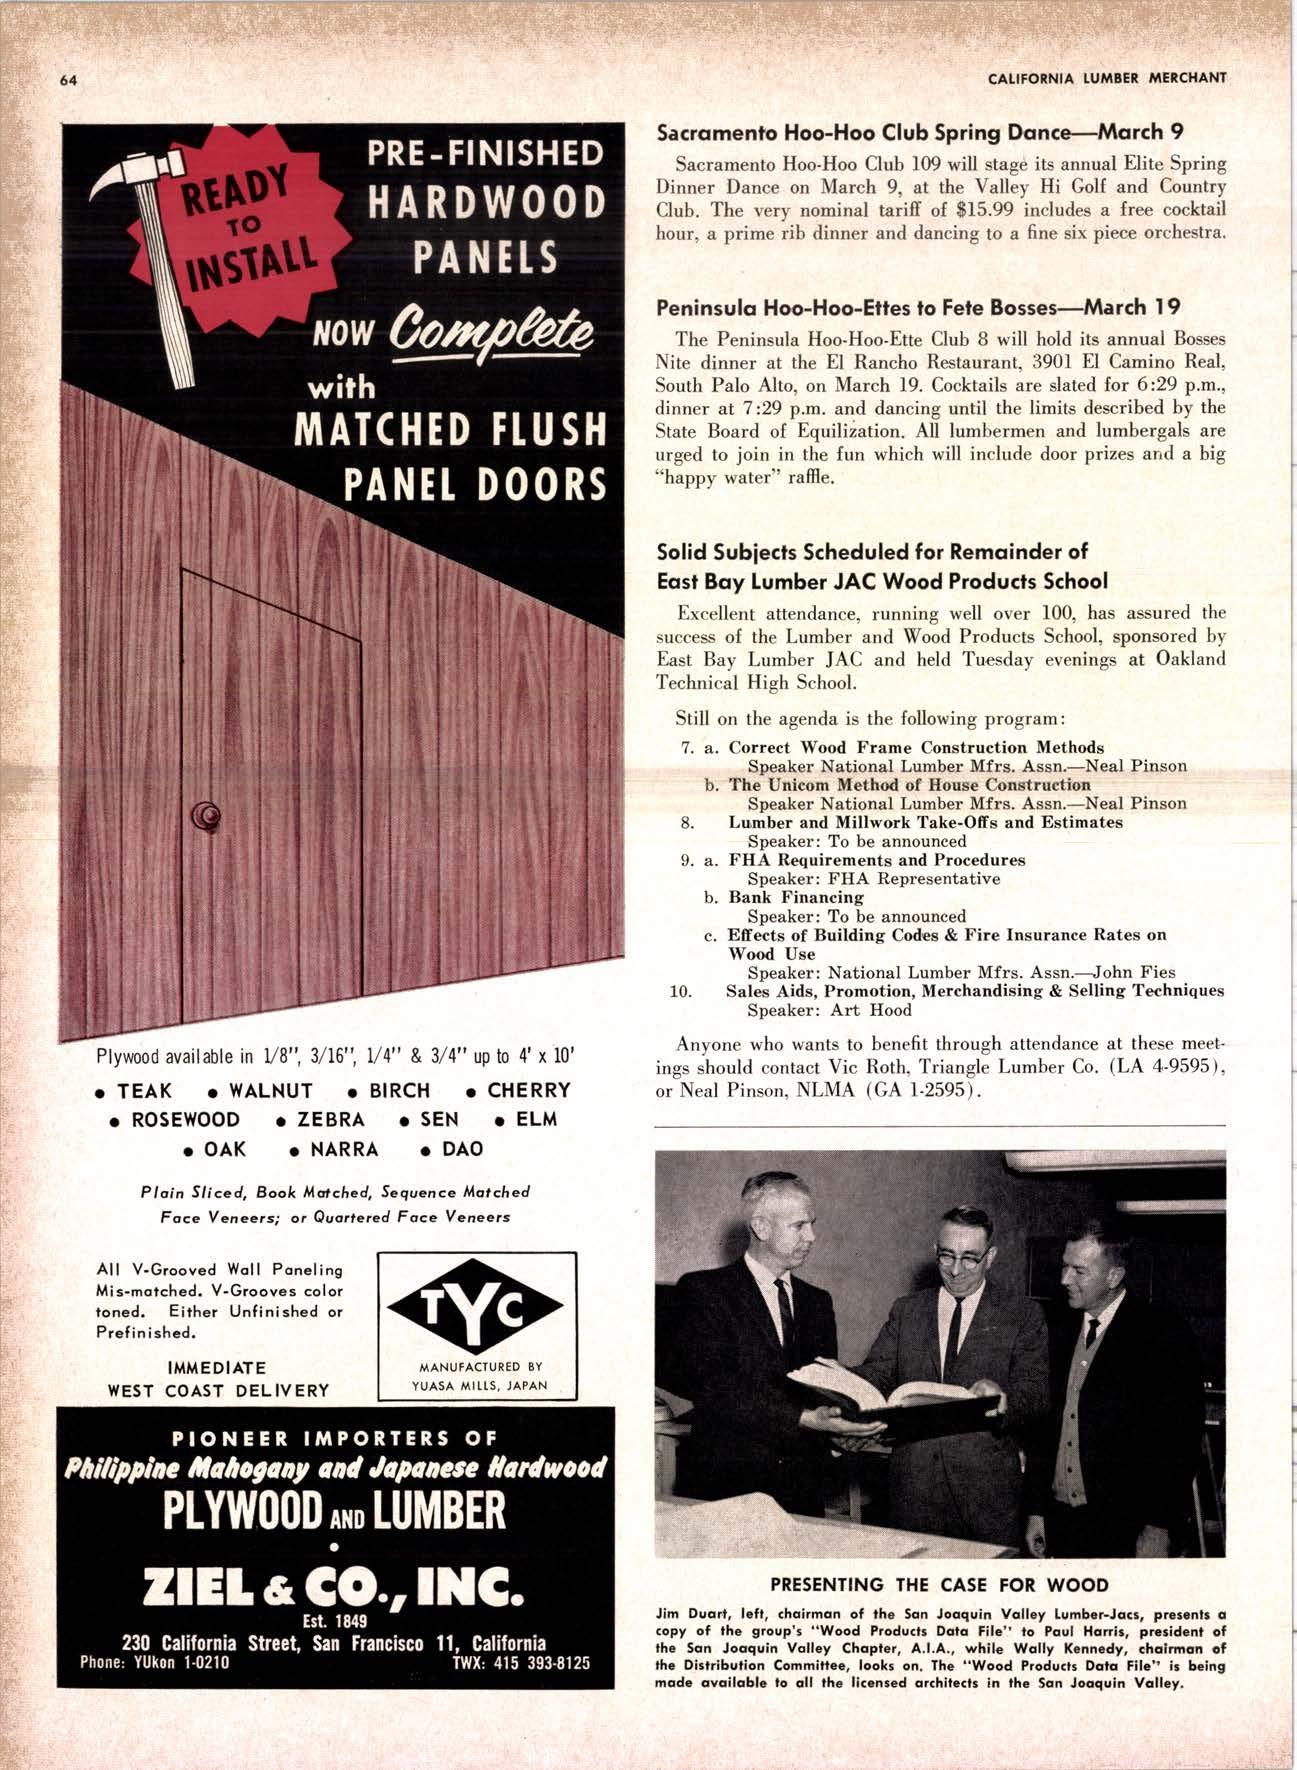 64
CALIFORNIA LUMBER MERCHANT
READY
TO
INSTALL
PRE-FINISHED
HARDWOOD
PANELS
NOW Complete
with
MATCHED FLUSH
PANEL DOORS
Plywood available in 1/8", 3/16", 1/4" & 3/4" up to 4' x 10'
• TEAK • WALNUT • BIRCH • CHERRY
• ROSEWOOD • ZEBRA • SEN • ELM
• OAK • NARRA • DAO
Plain Sliced, Book Matched, Sequence Matched
Face Veneers; or Quartered Face Veneers
All V-Grooved Wall Paneling
Mis-matched. V-Grooves color
toned. Either Unfinished or
Prefinished.
IMMEDIATE
WEST COAST DELIVERY
TYC
MANUFACTURED BY
YUASA MILLS, JAPAN
PIONEER IMPORTERS OF
Philippine Mahogany and Japanese Hardwood
PLYWOOD AND LUMBER
•
ZIEL & CO., INC.
Est. 1849
230 California Street, San Francisco 11, California
Phone: YUkon 1-0210 TWX: 415 393-8125
Sacramento Hoo-Hoo Club Spring Dance—March 9
Sacramento Hoo-Hoo Club 109 will stage its annual Elite Spring
Dinner Dance on March 9, at the Valley Hi Golf and Country
Club. The very nominal tariff of $15.99 includes a free cocktail
hour, a prime rib dinner and dancing to a fine six piece orchestra.
Peninsula Hoo-Hoo-Ettes to Fete Bosses—March 19
The Peninsula Hoo-Hoo-Ette Club 8 will hold its annual Bosses
Nite dinner at the El Rancho Restaurant, 3901 El Camino Real,
South Palo Alto, on March 19. Cocktails are slated for 6:29 p.m.,
dinner at 7:29 p.m. and dancing until the limits described by the
State Board of Equilization. All lumbermen and lumbergals are
urged to join in the fun which will include door prizes and a big
“happy water” raffle.
Solid Subjects Scheduled for Remainder of
East Bay Lumber JAC Wood Products School
Excellent attendance, running well over 100, has assured the
success of the Lumber and Wood Products School, sponsored by
East Bay Lumber JAC and held Tuesday evenings at Oakland
Technical High School.
Still on the agenda is the following program:
7. a. Correct Wood Frame Construction Methods
Speaker National Lumber Mfrs. Assn.—Neal Pinson
b. The Unicom Method of House Construction
Speaker National Lumber Mfrs. Assn.—Neal Pinson
8. Lumber and Millwork Take-Offs and Estimates
Speaker: To be announced
9. a. FHA Requirements and Procedures
Speaker: FHA Representative
b. Bank Financing
Speaker: To be announced
c. Effects of Building Codes & Fire Insurance Rates on
Wood Use
Speaker: National Lumber Mfrs. Assn.—John Fies
10. Sales Aids, Promotion, Merchandising & Selling Techniques
Speaker: Art Hood
Anyone who wants to benefit through attendance at these meet-
ings should contact Vic Roth, Triangle Lumber Co. (LA 4-9595),
or Neal Pinson, NLMA (GA 1-2595).
PRESENTING THE CASE FOR WOOD
Jim Duart, left, chairman of the San Joaquin Valley Lumber-Jacs, presents a
copy of the group's "Wood Products Data File" to Paul Harris, president of
the San Joaquin Valley Chapter, A.I.A., while Wally Kennedy, chairman of
the Distribution Committee, looks on. The "Wood Products Data File" is being
made available to all the licensed architects in the San Joaquin Valley.